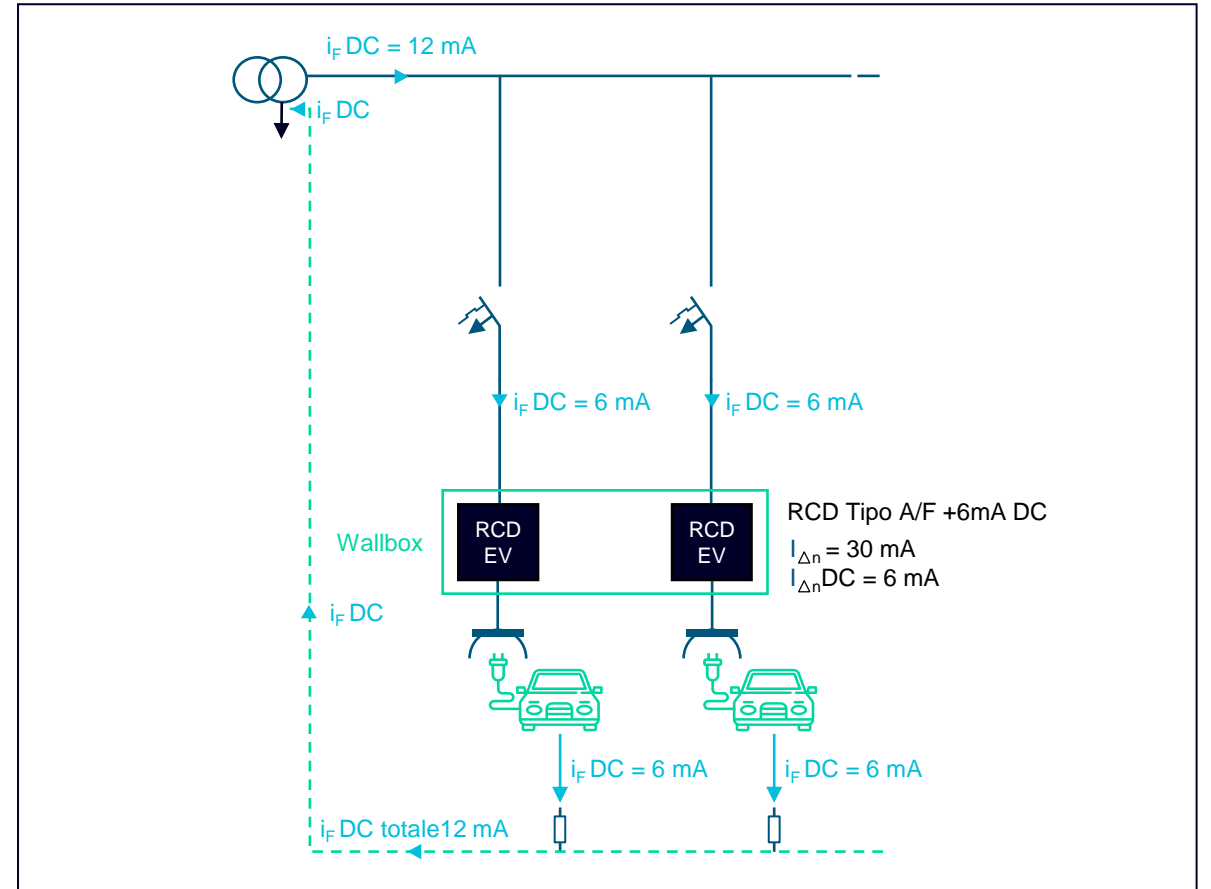 iF DC = 12 mA
iF DC
iF DC = 6 mA
iF DC = 6 mA
Wallbox
RCD EV
RCD EV
RCD Tipo A/F +6mA DC
I△n = 30 mA
I△nDC = 6 mA
iF DC
iF DC = 6 mA
iF DC = 6 mA
iF DC totale12 mA